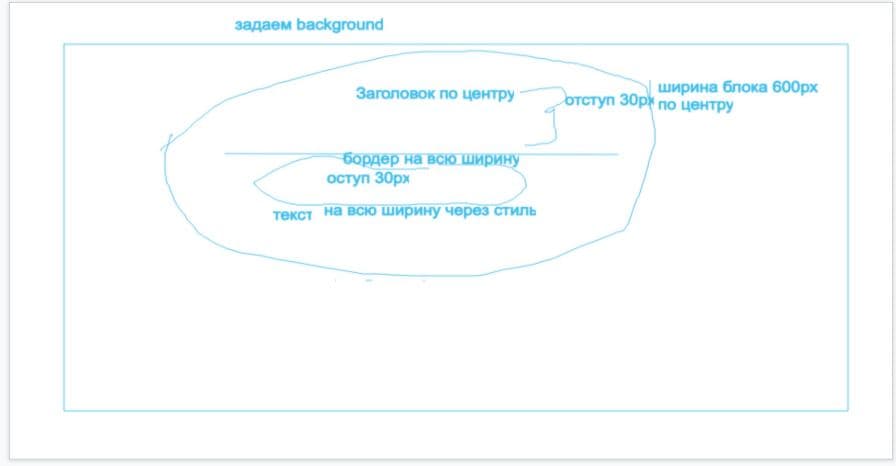 задаем background
Заголовок по центру
отступ 30px
ширина блока 600px
по центру
бордер на всю ширину
оступ 30px
текст на всю ширину через стиль